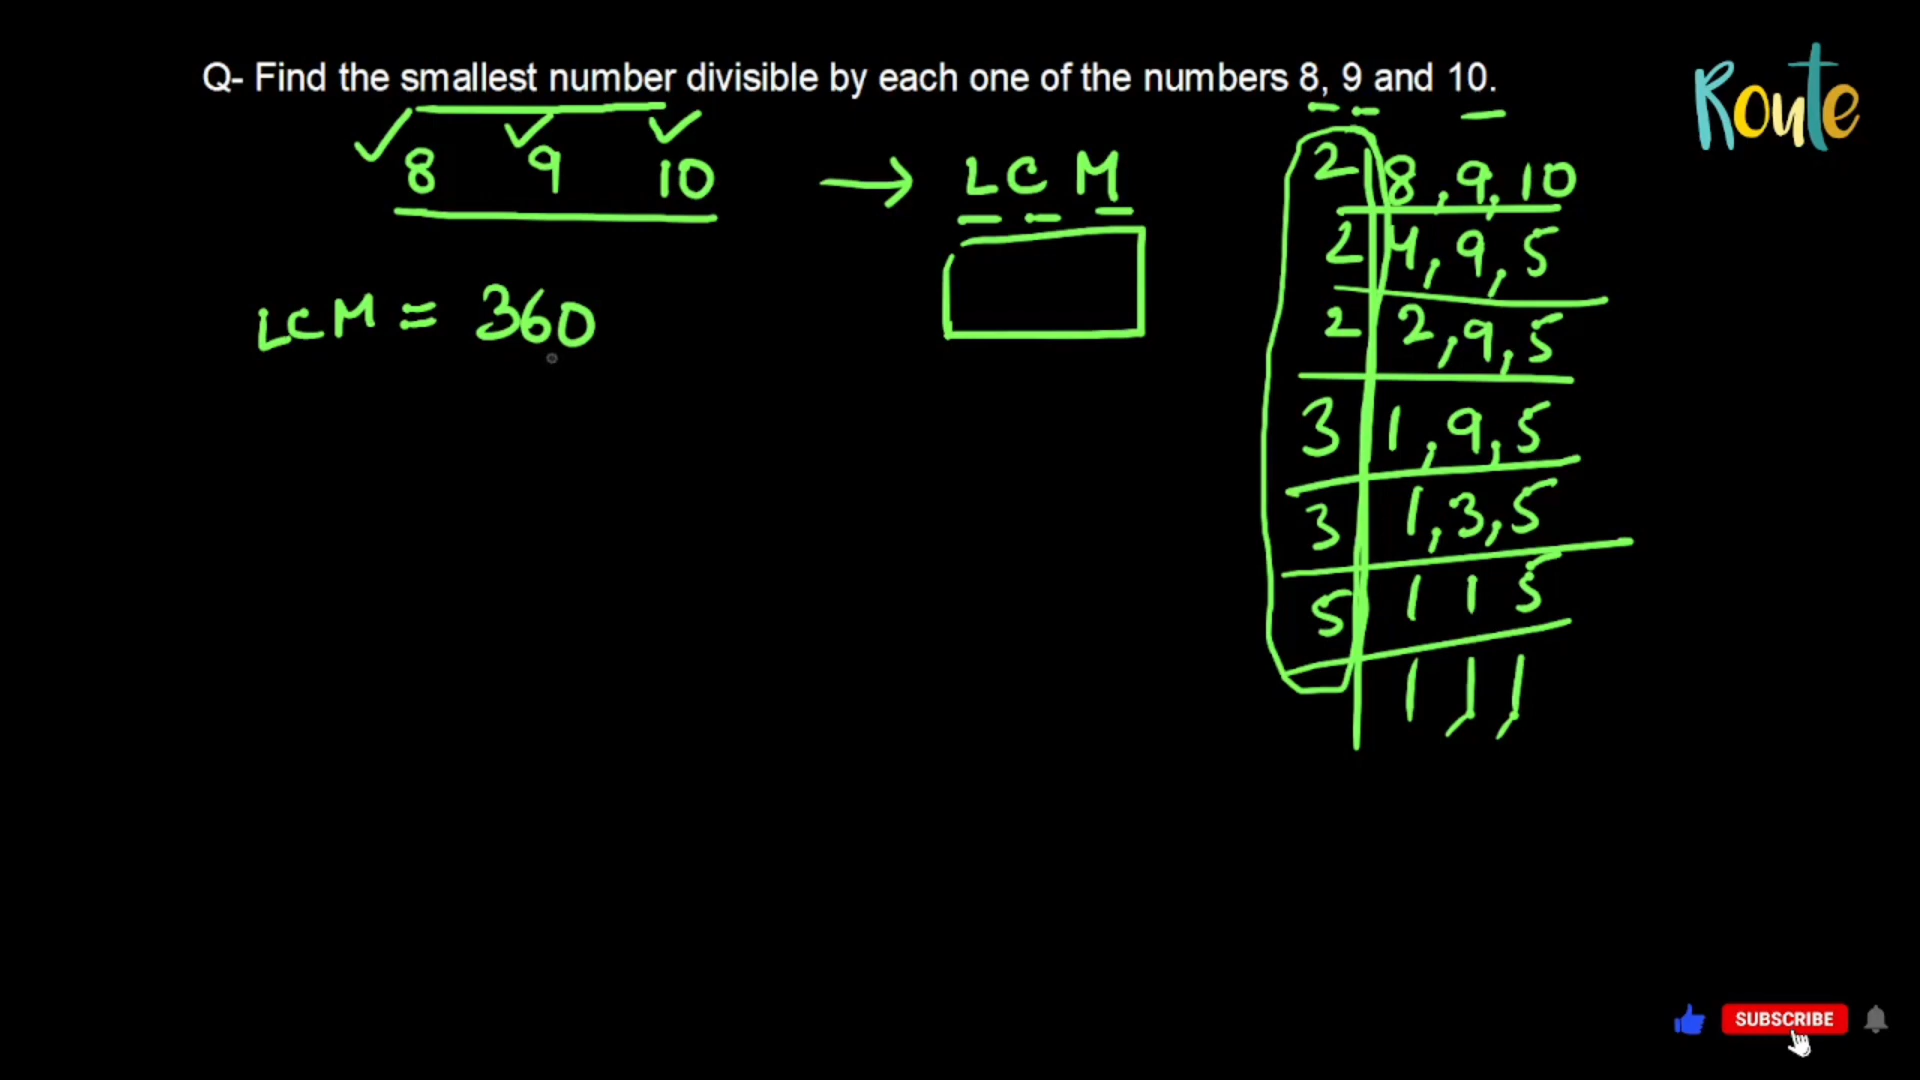 Q- Find the smallest number divisible by each one of the numbers 8, 9 and 10.
Route
8 9 10 → LCM
LCM = 360
2 8, 9, 10
2 4, 9, 5
2 2, 9, 5
3 1, 9, 5
3 1, 3, 5
5 1 1 5
1, 1, 1
SUBSCRIBE